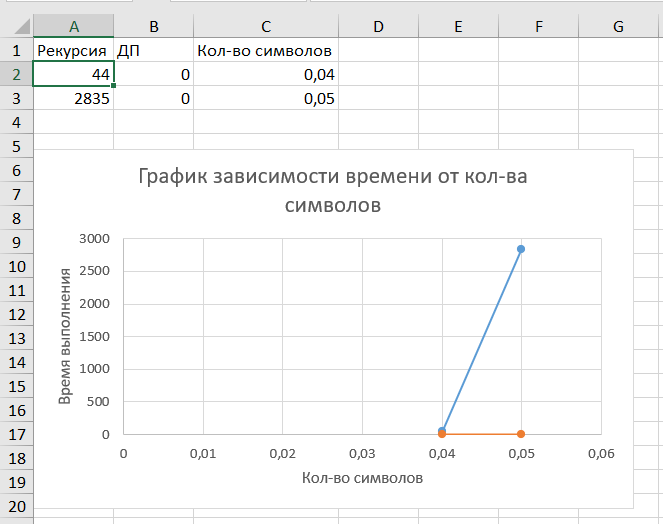 A B C D E F G
1 Рекурсия ДП Кол-во символов
2 44 0 0,04
3 2835 0 0,05
4
5
6
7
8
9
10
11
12
13
14
15
16
17
18
19
20
График зависимости времени от кол-ва
символов
Время выполнения
3000
2500
2000
1500
1000
500
0
0 0,01 0,02 0,03 0,04 0,05 0,06
Кол-во символов